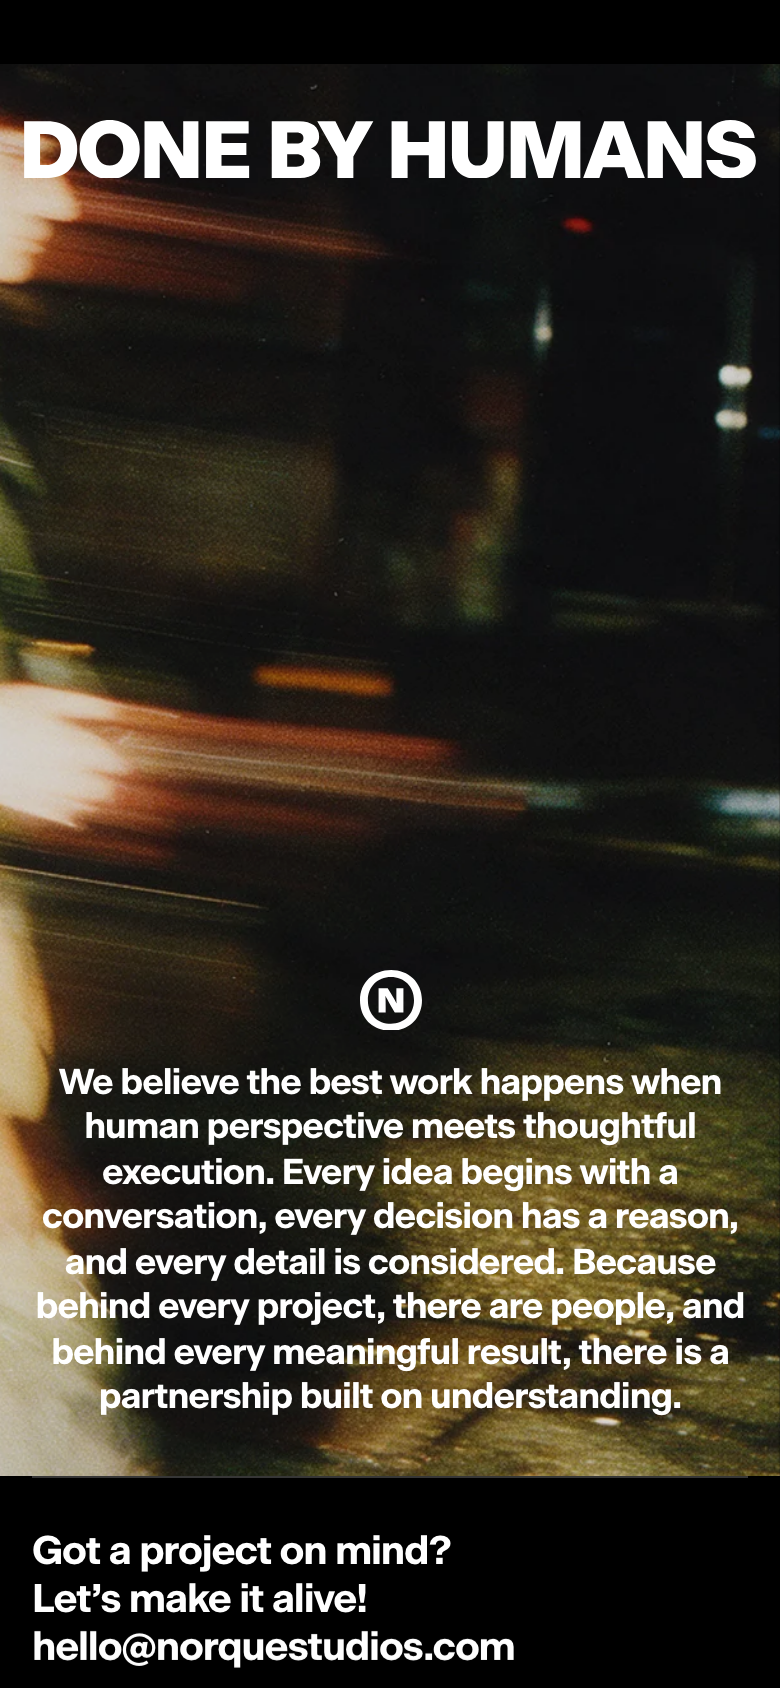 DONE BY HUMANS
N
We believe the best work happens when
human perspective meets thoughtful
execution. Every idea begins with a
conversation, every decision has a reason,
and every detail is considered. Because
behind every project, there are people, and
behind every meaningful result, there is a
partnership built on understanding.
Got a project on mind?
Let’s make it alive!
hello@norquestudios.com